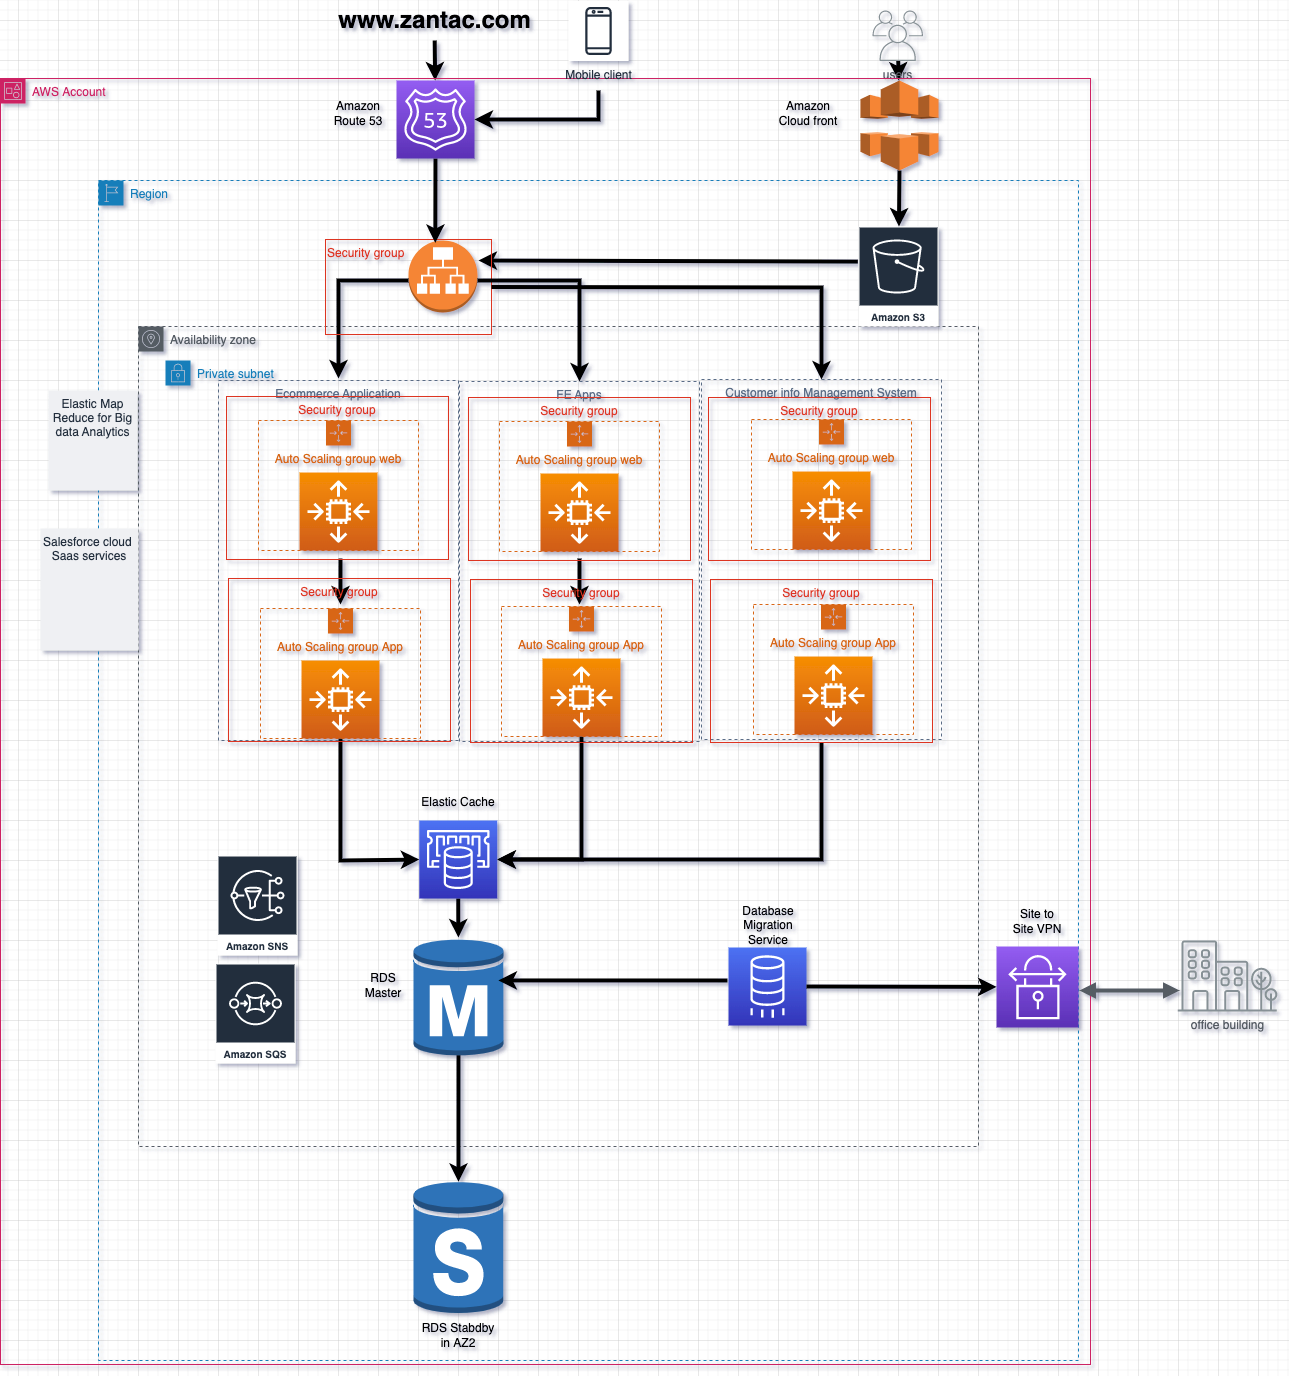 www.zantac.com
Mobile client
users
AWS Account
Amazon
Route 53
53
Amazon
Cloud front
Region
Security group
Amazon S3
Availability zone
Private subnet
Ecommerce Application
FE Apps
Customer info Management System
Elastic Map
Reduce for Big
data Analytics
Security group
Security group
Security group
Auto Scaling group web
Auto Scaling group web
Auto Scaling group web
Salesforce cloud
Saas services
Security group
Security group
Security group
Auto Scaling group App
Auto Scaling group App
Auto Scaling group App
Elastic Cache
Amazon SNS
Amazon SQS
RDS
Master
M
Database
Migration
Service
Site to
Site VPN
office building
S
RDS Stabdby
in AZ2